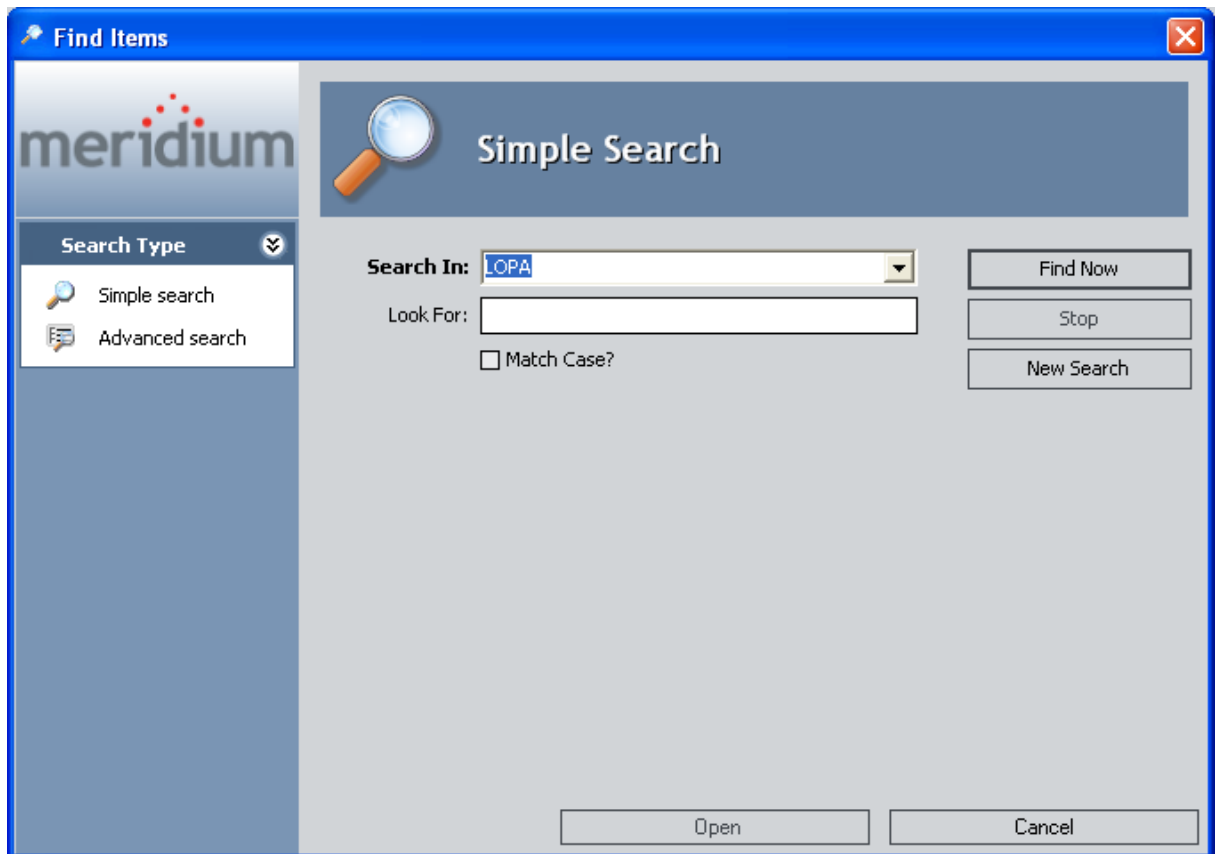 Find Items
meridium
Search Type
Simple search
Advanced search
Simple Search
Search In: LOPA
Look For:
Match Case?
Find Now
Stop
New Search
Open
Cancel